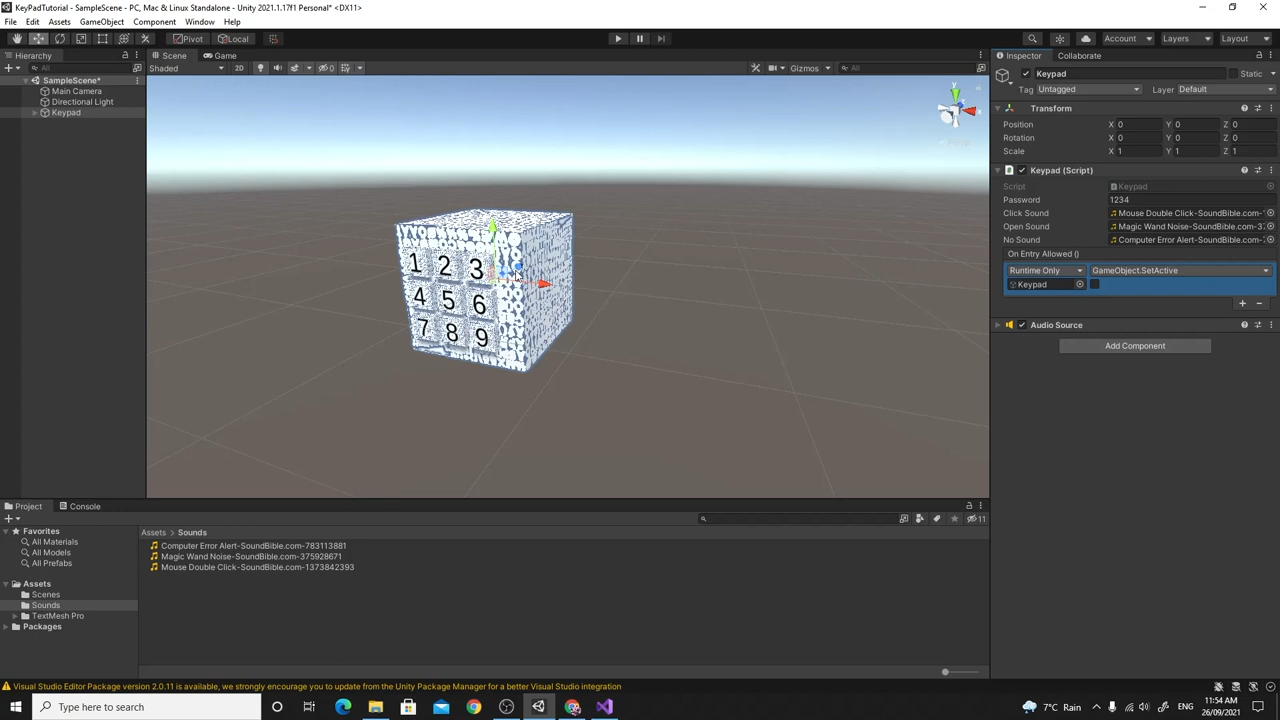 KeyPadTutorial - SampleScene - PC, Mac & Linux Standalone - Unity 2021.1.17f1 Personal* <DX11>
File Edit Assets GameObject Component Window Help
Pivot Local Account Layers Layout
Hierarchy Scene Game Inspector Collaborate
All Shaded 2D 0 Gizmos All
SampleScene*
Main Camera
Directional Light
Keypad
Keypad Static
Tag Untagged Layer Default
Transform
Position X 0 Y 0 Z 0
Rotation X 0 Y 0 Z 0
Scale X 1 Y 1 Z 1
Keypad (Script)
Script Keypad
Password 1234
Click Sound Mouse Double Click-SoundBible.com-
Open Sound Magic Wand Noise-SoundBible.com-37
No Sound Computer Error Alert-SoundBible.com-
On Entry Allowed ()
Runtime Only GameObject.SetActive
Keypad
Audio Source
Add Component
y
x
Persp
1 2 3
4 5 6
7 8 9
Project Console
11
Favorites
All Materials
All Models
All Prefabs
Assets
Scenes
Sounds
TextMesh Pro
Packages
Assets Sounds
Computer Error Alert-SoundBible.com-783113881
Magic Wand Noise-SoundBible.com-375928671
Mouse Double Click-SoundBible.com-1373842393
Visual Studio Editor Package version 2.0.11 is available, we strongly encourage you to update from the Unity Package Manager for a better Visual Studio integration
Type here to search
7°C Rain
11:54 AM
26/09/2021